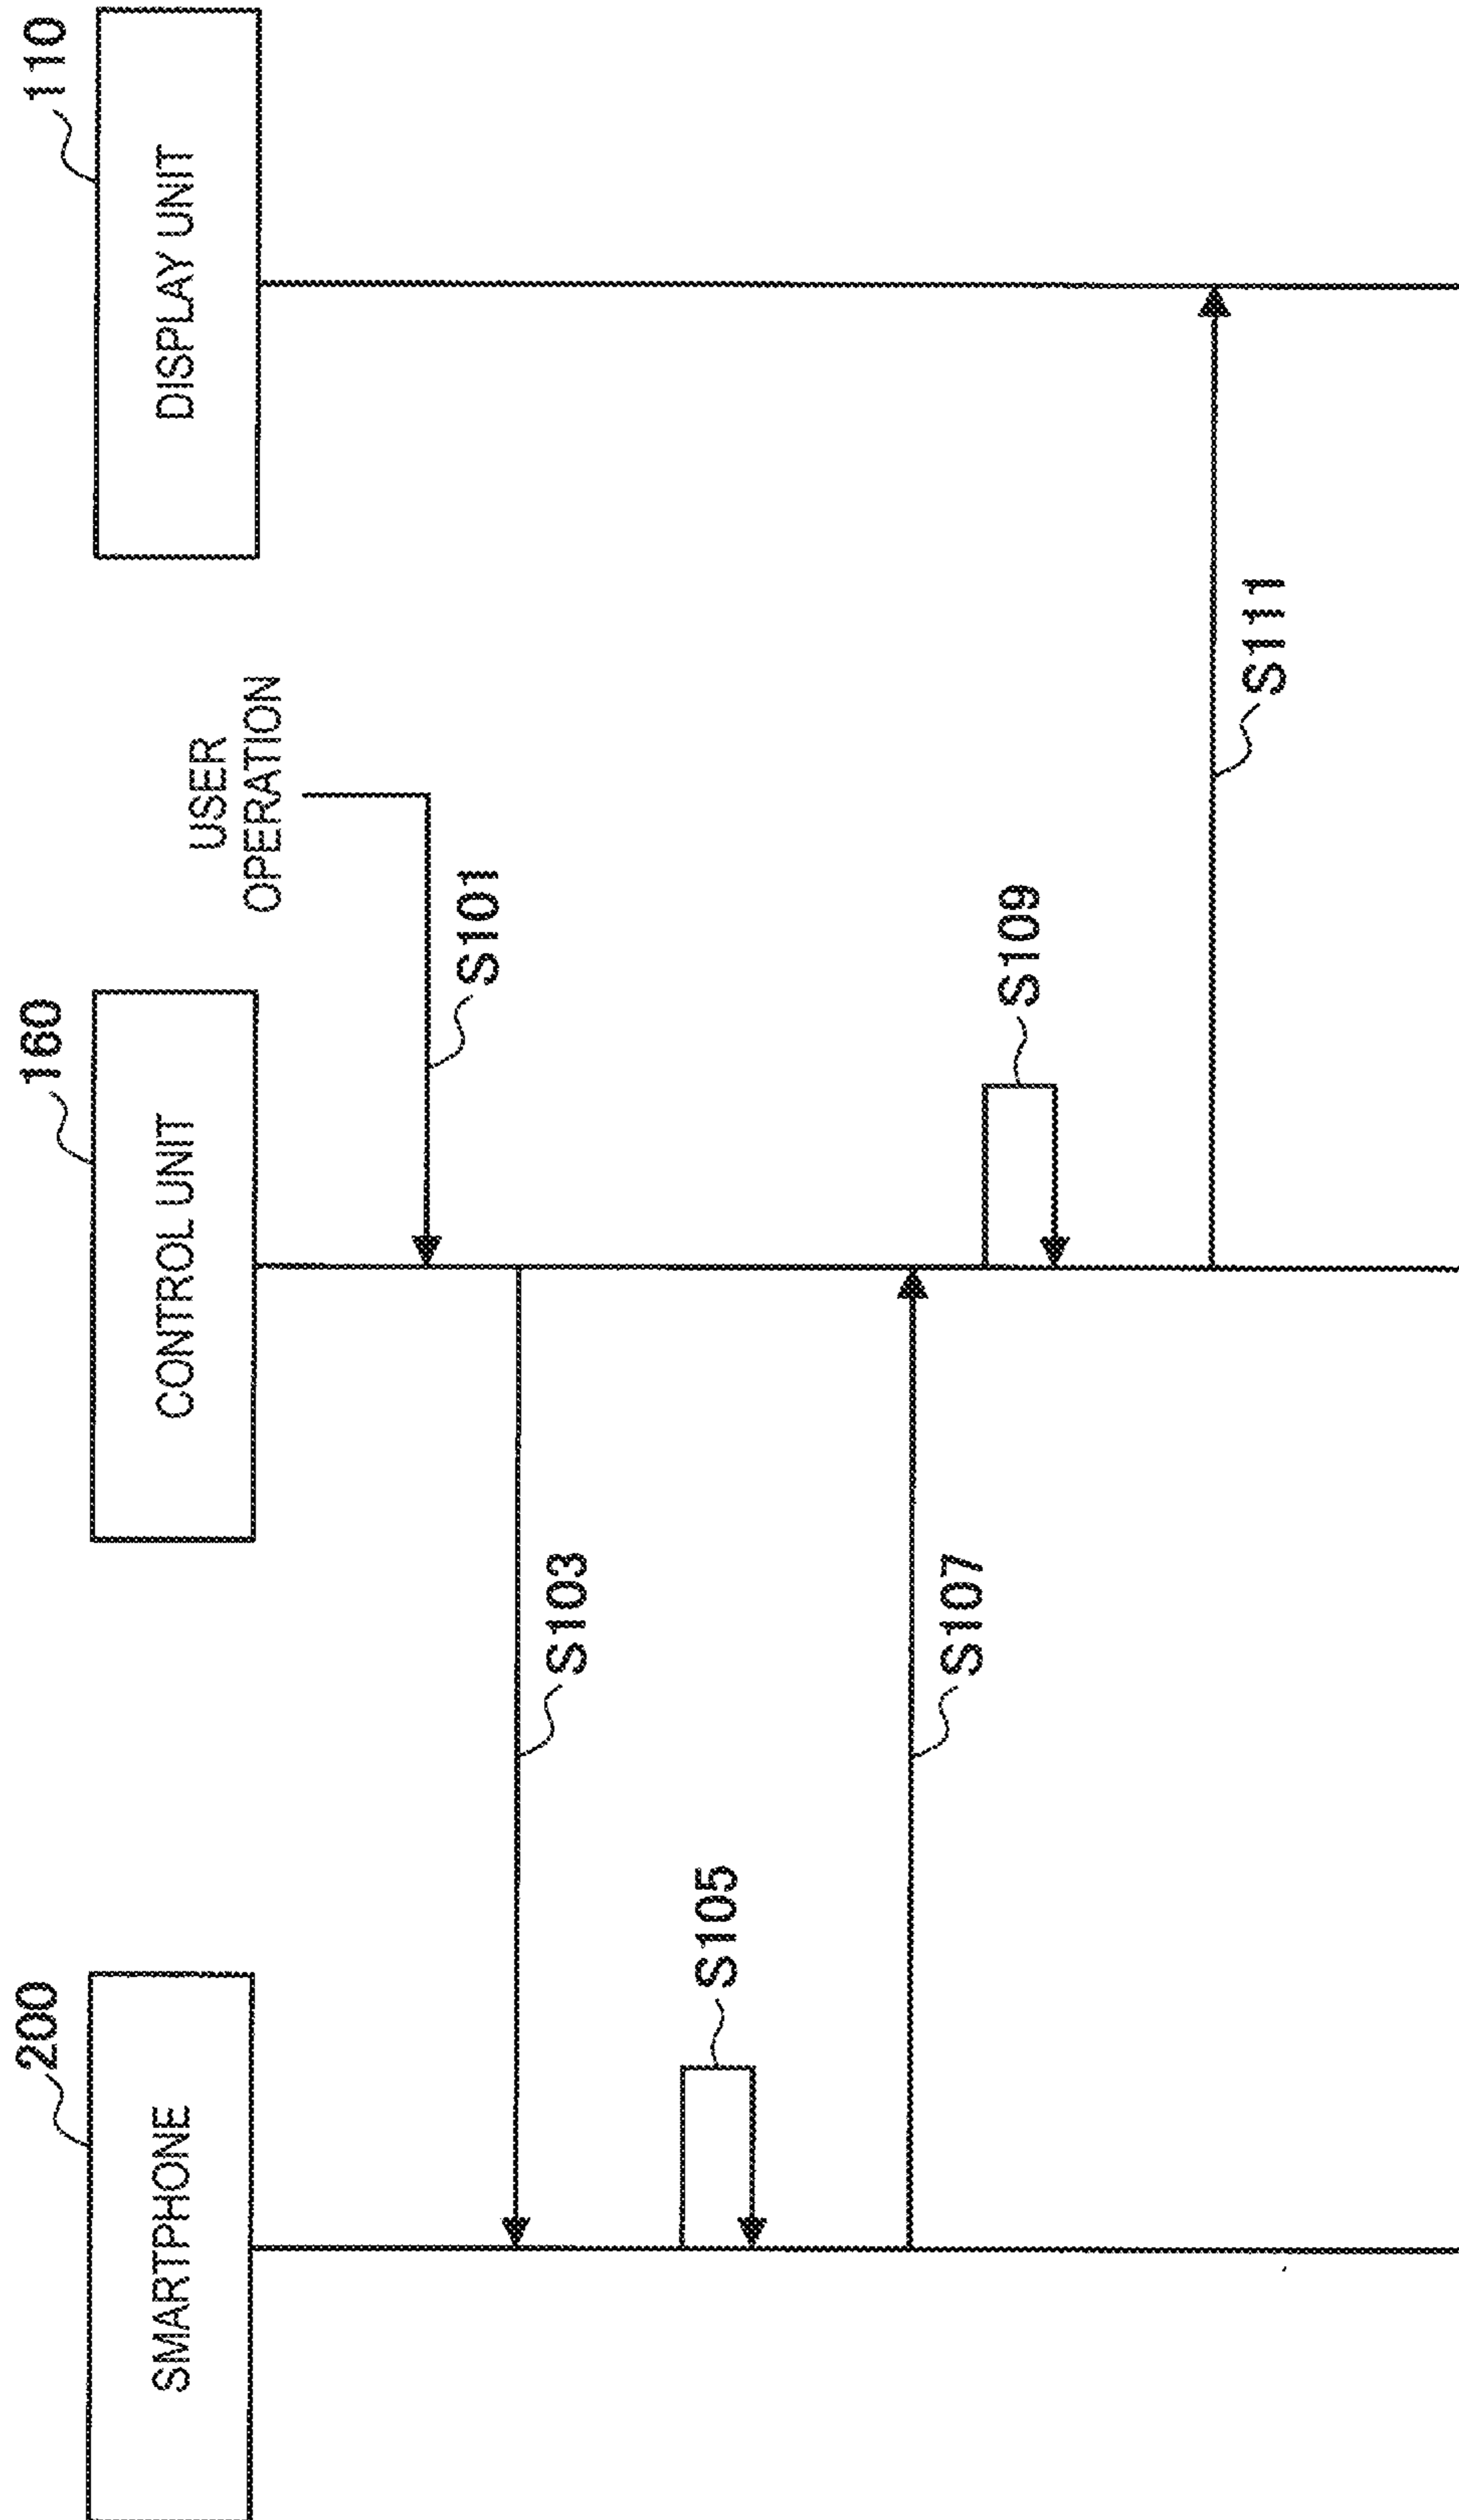 200
160
110
SMARTPHONE
CONTROL UNIT
DISPLAY UNIT
USER
OPERATION
S101
S103
S105
S107
S109
S111